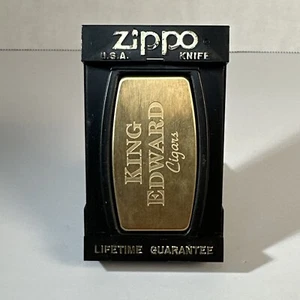 zippo
U.S.A. KNIFE
KING
EDWARD
Cigars
LIFETIME GUARANTEE